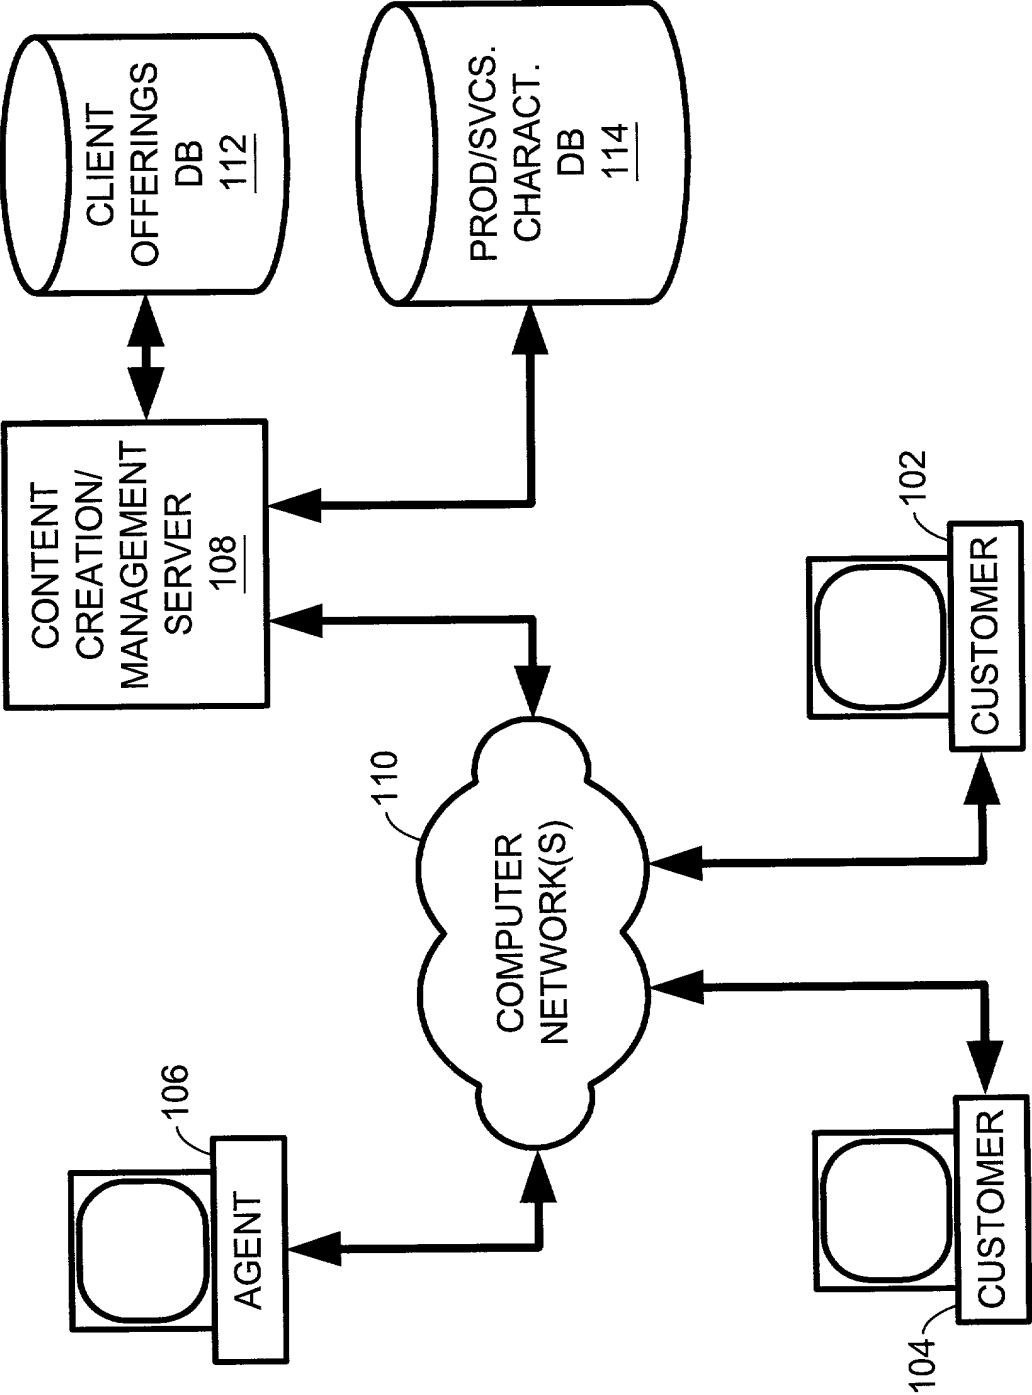 AGENT
106
COMPUTER
NETWORK(S)
110
CONTENT
CREATION/
MANAGEMENT
SERVER
108
CLIENT
OFFERINGS
DB
112
PROD/SVCS.
CHARACT.
DB
114
CUSTOMER
104
CUSTOMER
102